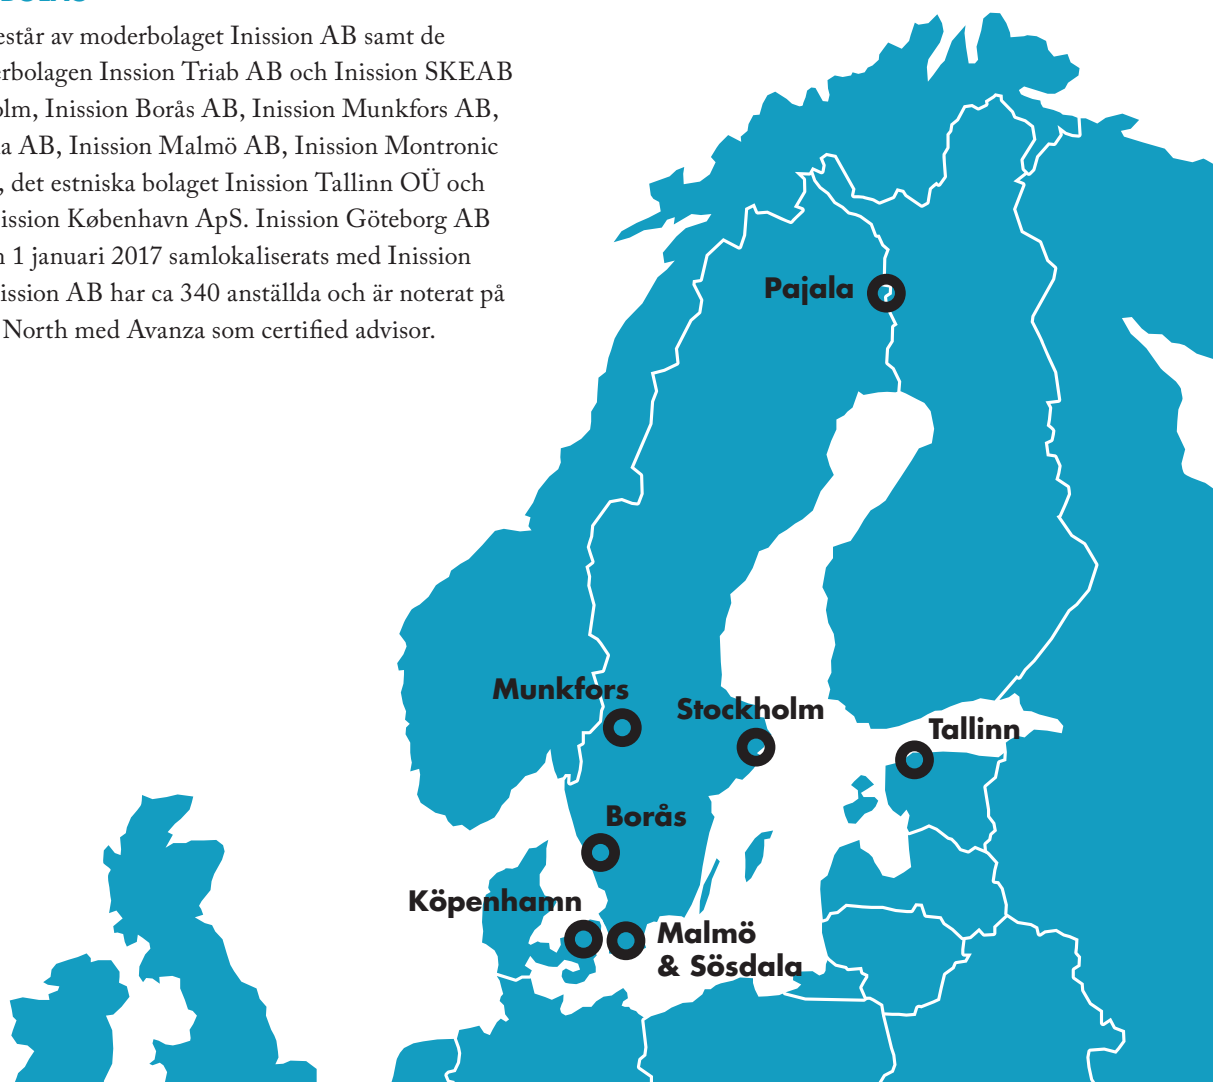 estår av moderbolaget Inission AB samt de
erbolagen Inssion Triab AB och Inission SKEAB
olm, Inission Borås AB, Inission Munkfors AB,
a AB, Inission Malmö AB, Inission Montronic
, det estniska bolaget Inission Tallinn OÜ och
ission København ApS. Inission Göteborg AB
n 1 januari 2017 samlokaliserats med Inission
ission AB har ca 340 anställda och är noterat på
North med Avanza som certified advisor.
Pajala
Munkfors
Stockholm
Tallinn
Borås
Köpenhamn
Malmö
& Sösdala